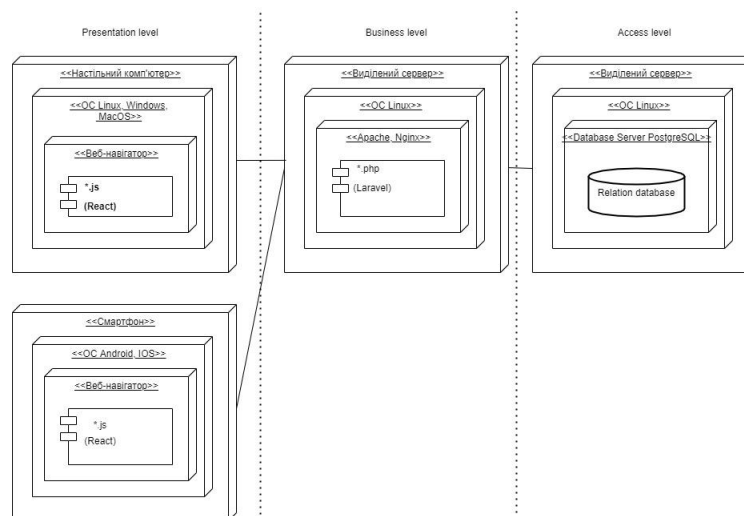 Presentation level
Business level
Access level
<<Настільний комп'ютер>>
<<ОС Linux, Windows,
MacOS>>
<<Веб-навігатор>>
*.js
(React)
<<Виділений сервер>>
<<ОС Linux>>
<<Apache, Nginx>>
*.php
(Laravel)
<<Виділений сервер>>
<<ОС Linux>>
<<Database Server PostgreSQL>>
Relation database
<<Смартфон>>
<<ОС Android, IOS>>
<<Веб-навігатор>>
*.js
(React)